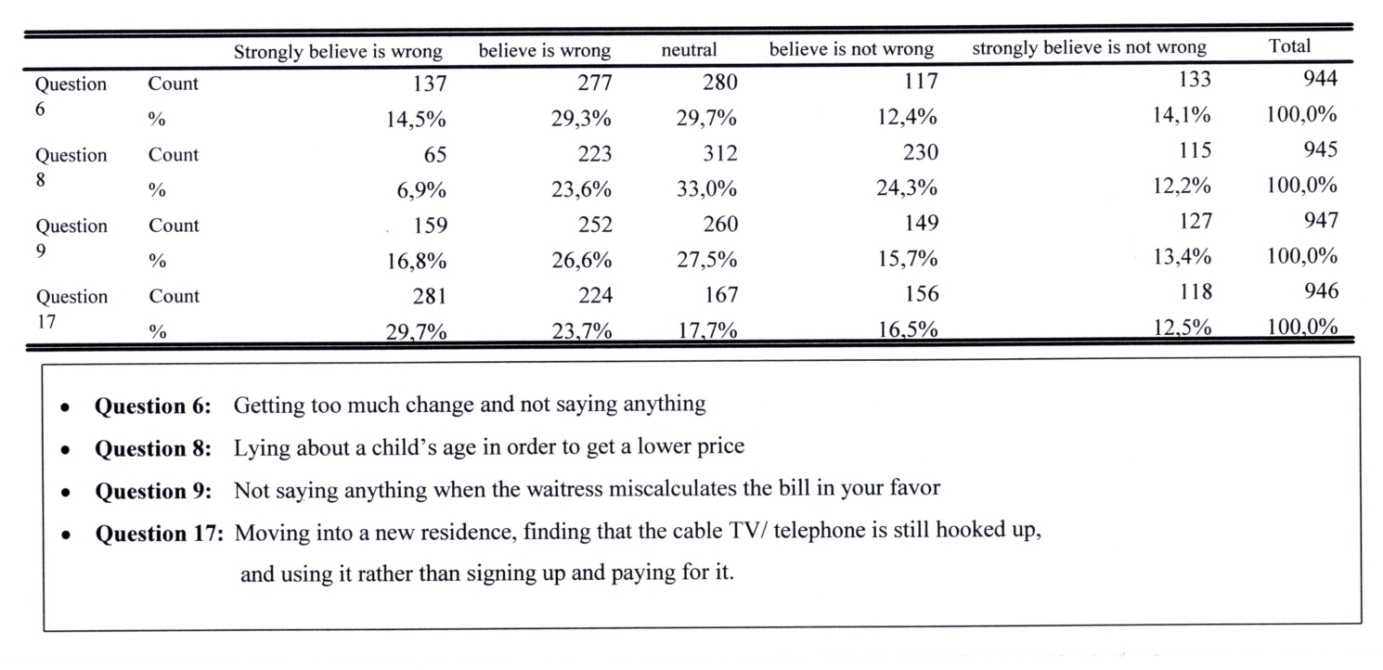 Strongly believe is wrong believe is wrong neutral believe is not wrong strongly believe is not wrong Total
Question 6 Count 137 277 280 117 133 944
% 14,5% 29,3% 29,7% 12,4% 14,1% 100,0%
Question 8 Count 65 223 312 230 115 945
% 6,9% 23,6% 33,0% 24,3% 12,2% 100,0%
Question 9 Count 159 252 260 149 127 947
% 16,8% 26,6% 27,5% 15,7% 13,4% 100,0%
Question 17 Count 281 224 167 156 118 946
% 29,7% 23,7% 17,7% 16,5% 12,5% 100,0%
• Question 6: Getting too much change and not saying anything
• Question 8: Lying about a child's age in order to get a lower price
• Question 9: Not saying anything when the waitress miscalculates the bill in your favor
• Question 17: Moving into a new residence, finding that the cable TV/ telephone is still hooked up,
and using it rather than signing up and paying for it.